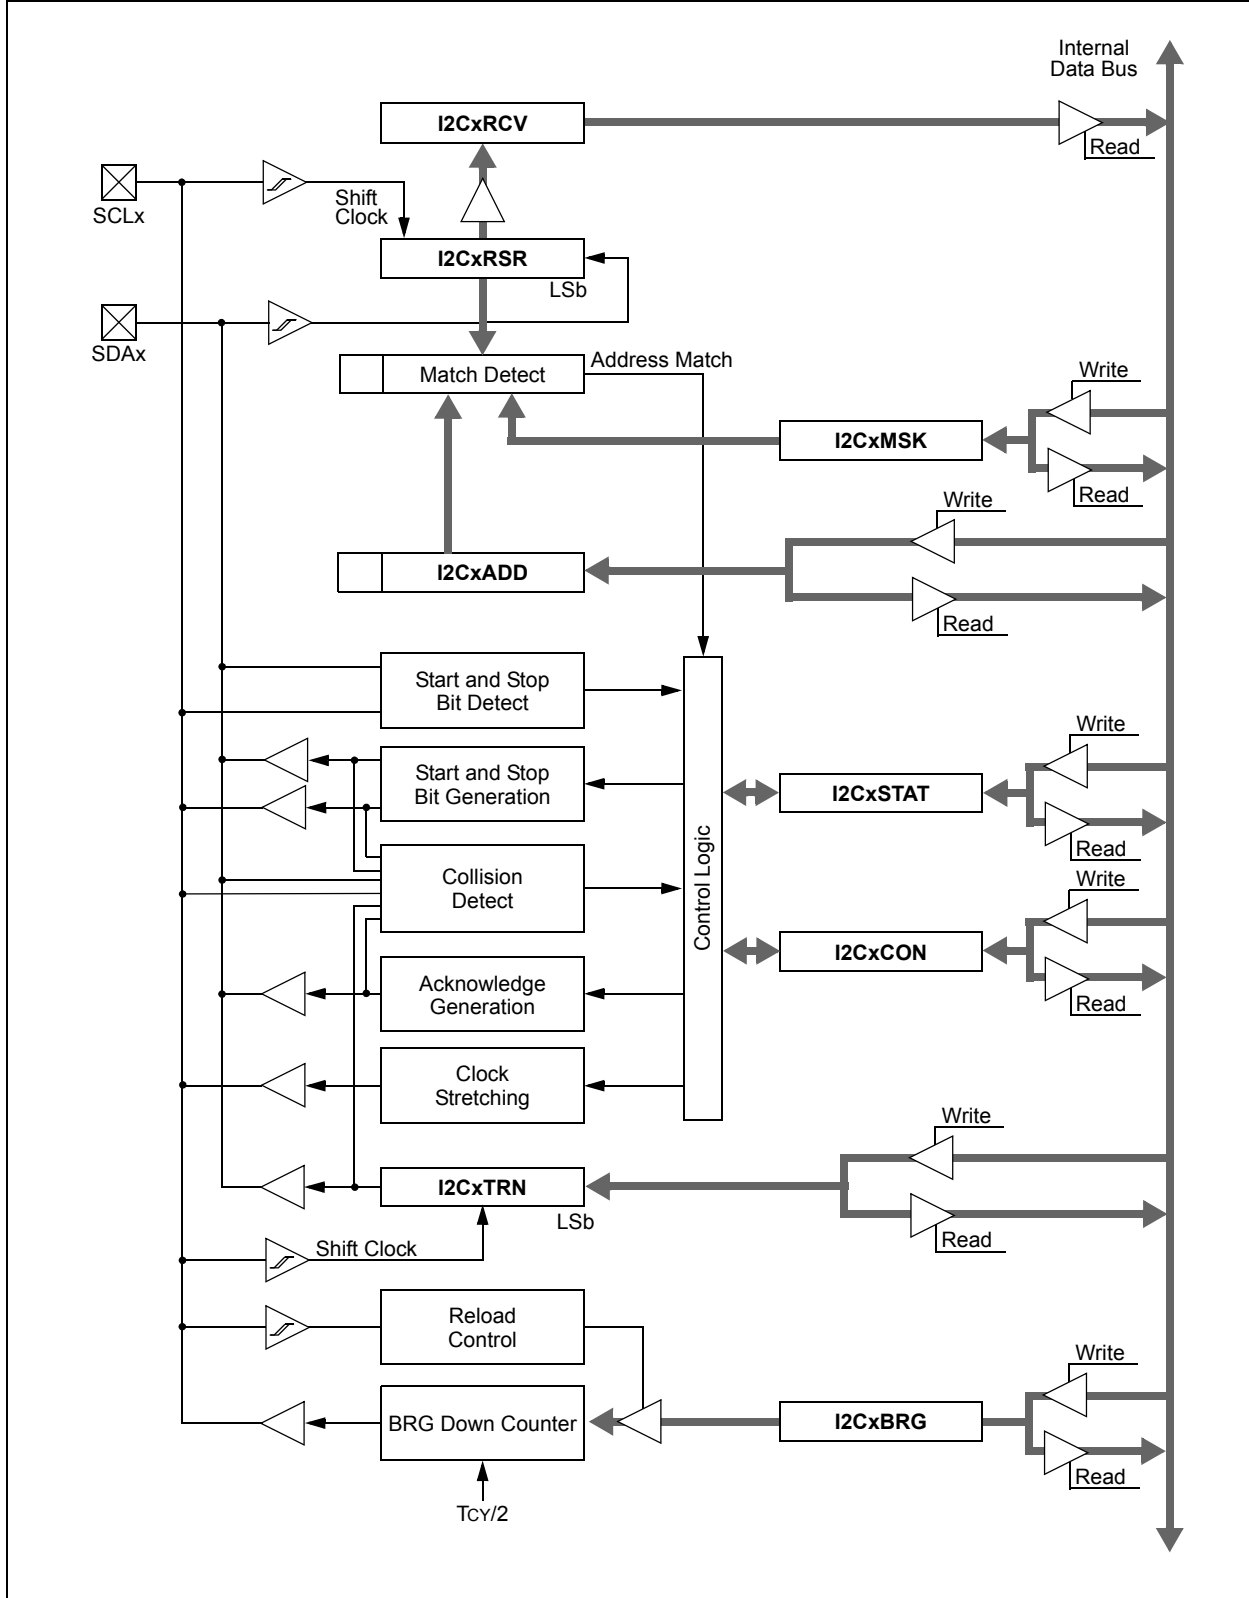 Internal
Data Bus
I2CxRCV
Read
SCLx
Shift
Clock
I2CxRSR
LSb
SDAx
Match Detect
Address Match
Write
I2CxMSK
Read
Write
I2CxADD
Read
Start and Stop
Bit Detect
Write
Start and Stop
Bit Generation
I2CxSTAT
Read
Control Logic
Collision
Detect
Write
I2CxCON
Read
Acknowledge
Generation
Clock
Stretching
Write
I2CxTRN
LSb
Read
Shift Clock
Reload
Control
Write
BRG Down Counter
I2CxBRG
Read
TCY/2